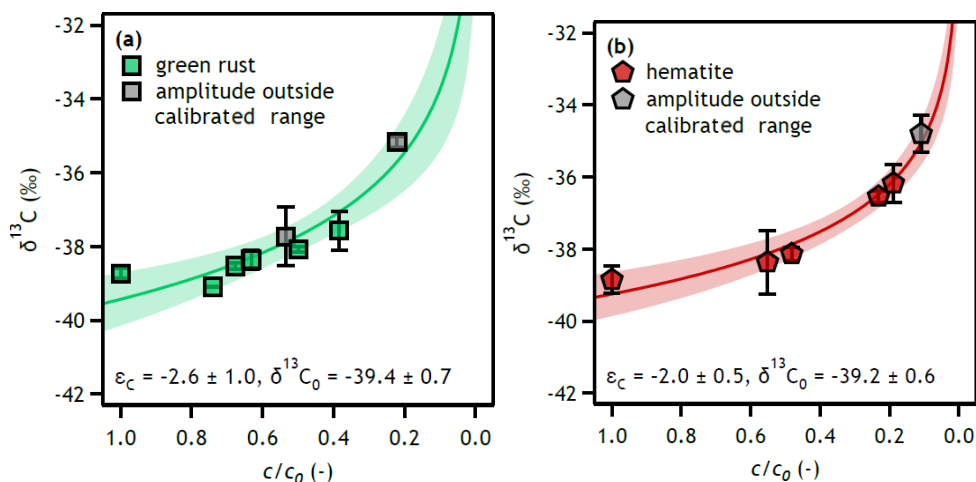 (a)
green rust
amplitude outside
calibrated range
-32
-34
-36
-38
-40
-42
δ¹³C (‰)
ε_C = -2.6 ± 1.0, δ¹³C₀ = -39.4 ± 0.7
1.0 0.8 0.6 0.4 0.2 0.0
c/c₀ (-)
(b)
hematite
amplitude outside
calibrated range
-32
-34
-36
-38
-40
-42
δ¹³C (‰)
ε_C = -2.0 ± 0.5, δ¹³C₀ = -39.2 ± 0.6
1.0 0.8 0.6 0.4 0.2 0.0
c/c₀ (-)